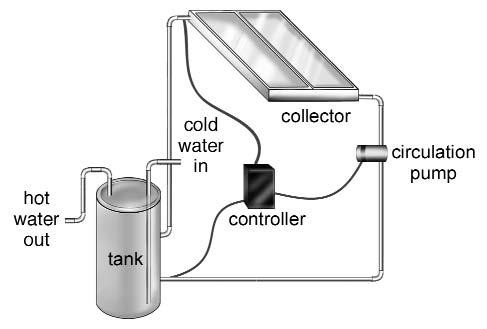 collector
cold
water
in
circulation
pump
controller
hot
water
out
tank